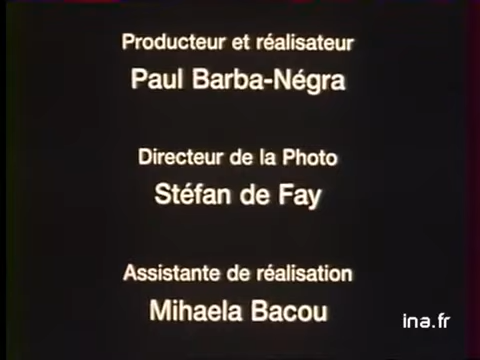 Producteur et réalisateur
Paul Barba-Négra
Directeur de la Photo
Stéfan de Fay
Assistante de réalisation
Mihaela Bacou
ina.fr